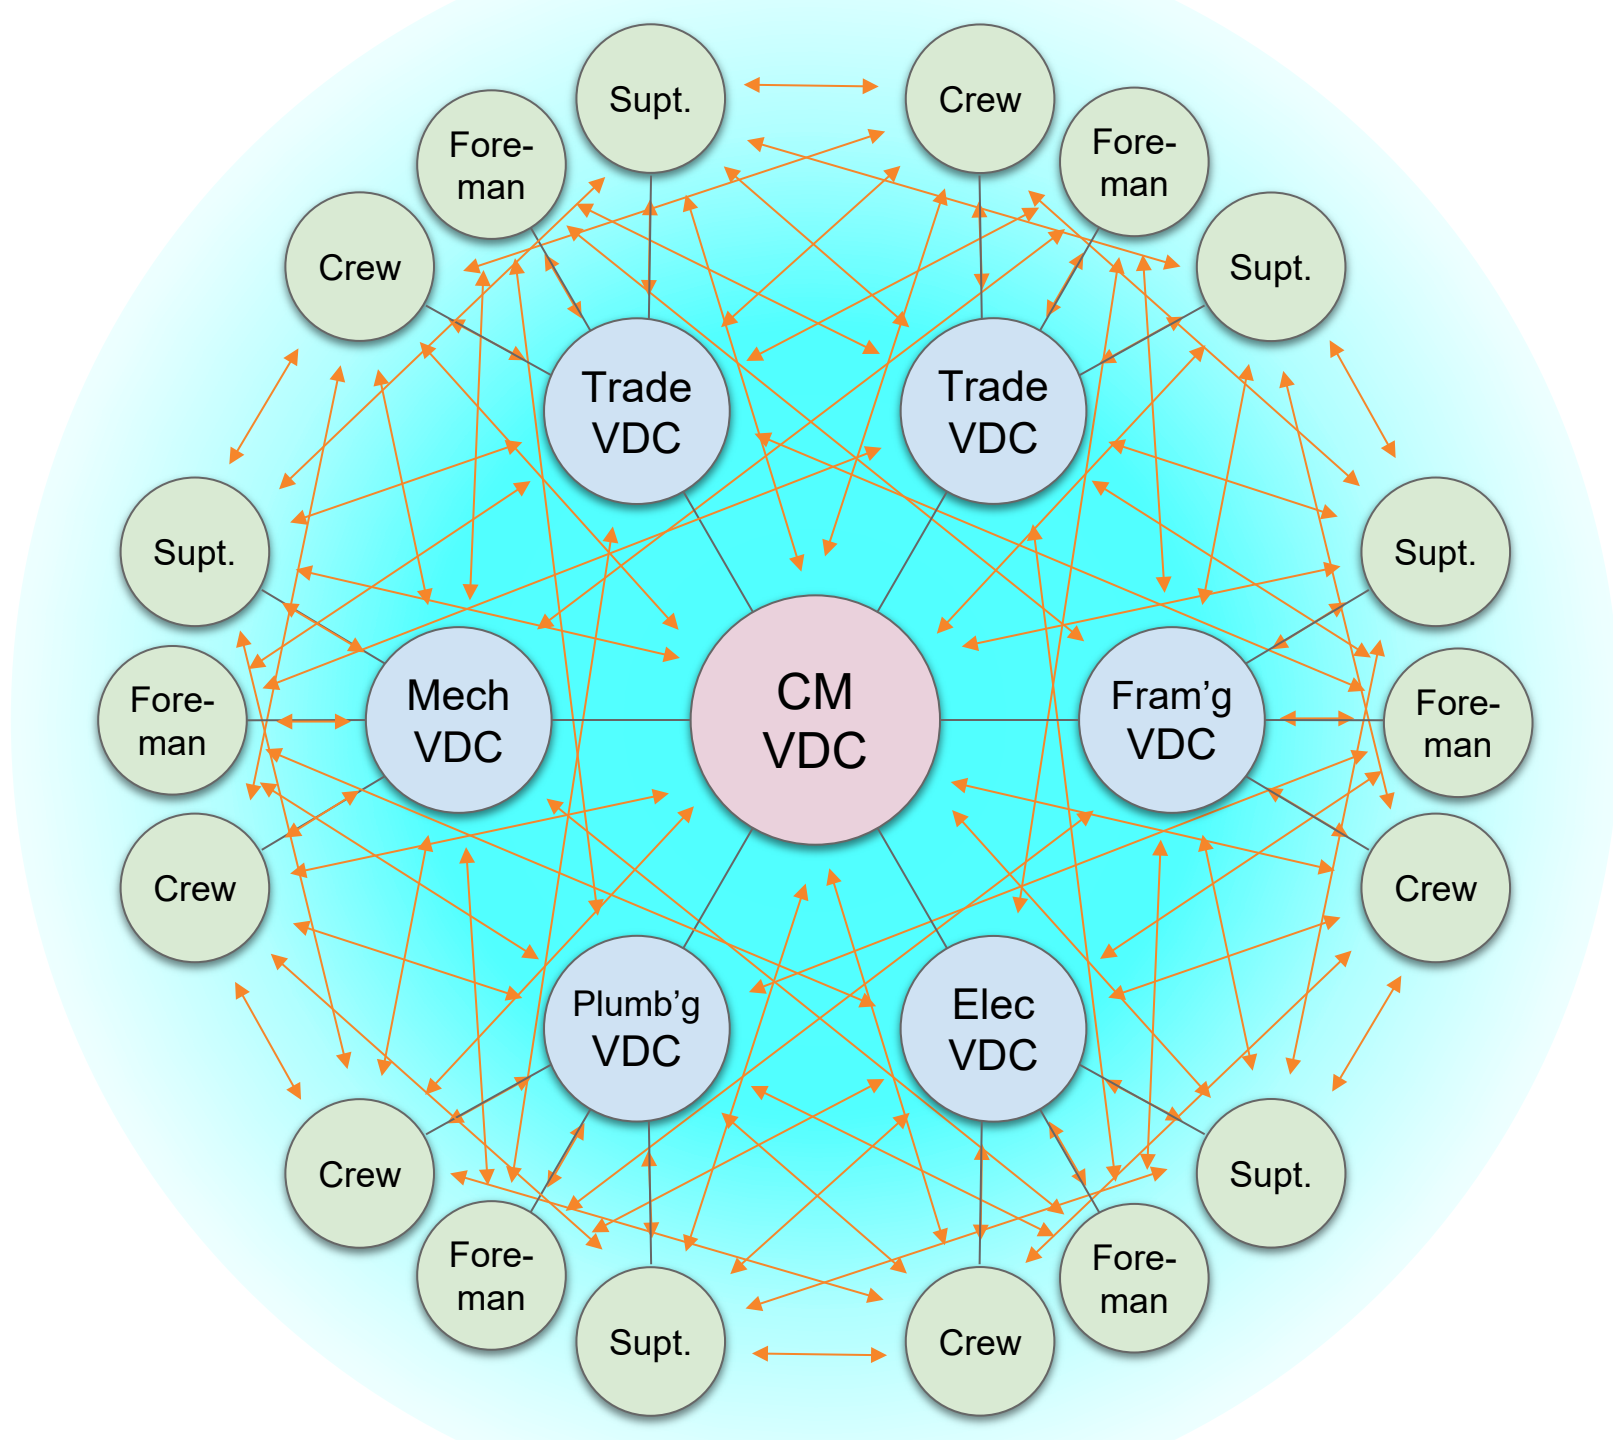 Supt.
Crew
Fore-
man
Fore-
man
Crew
Supt.
Trade
VDC
Trade
VDC
Supt.
Supt.
Fore-
man
Mech
VDC
CM
VDC
Fram’g
VDC
Fore-
man
Crew
Crew
Plumb’g
VDC
Elec
VDC
Crew
Supt.
Fore-
man
Fore-
man
Supt.
Crew